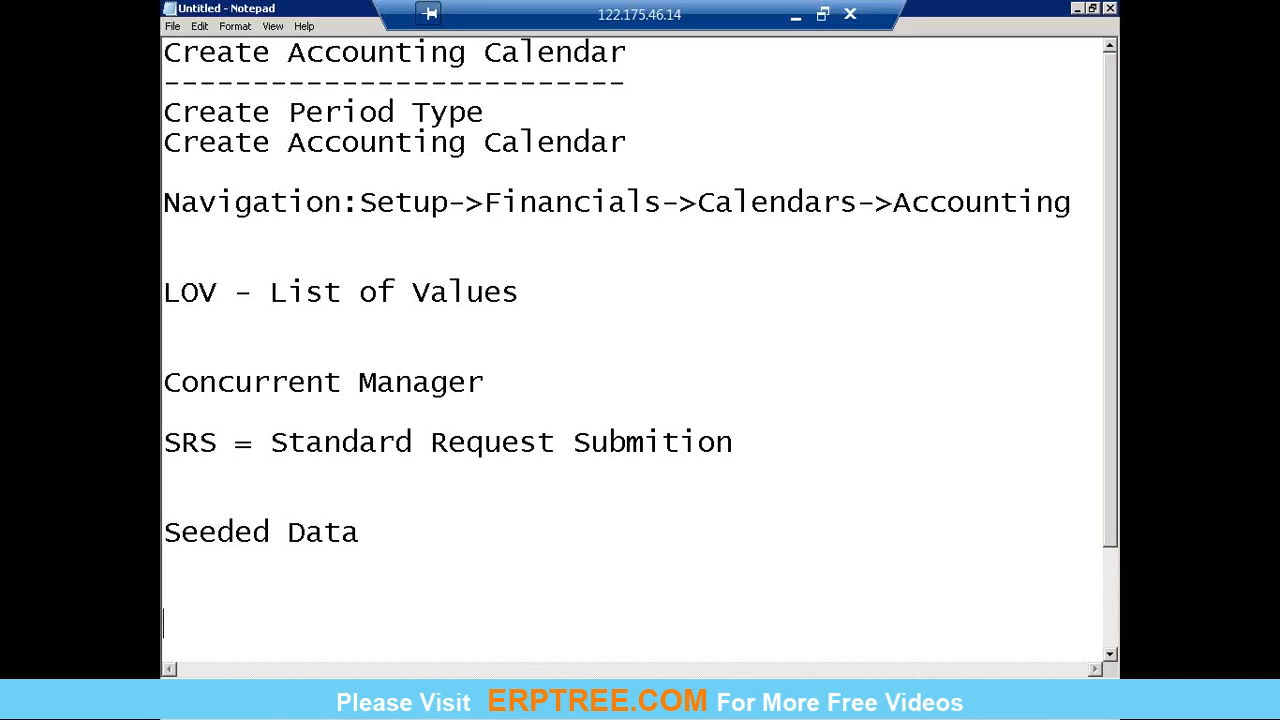 Untitled - Notepad
122.175.46.14
File Edit Format View Help
Create Accounting Calendar
--------------------------
Create Period Type
Create Accounting Calendar
Navigation:Setup->Financials->Calendars->Accounting
LOV - List of Values
Concurrent Manager
SRS = Standard Request Submition
Seeded Data
Please Visit ERPTREE.COM For More Free Videos